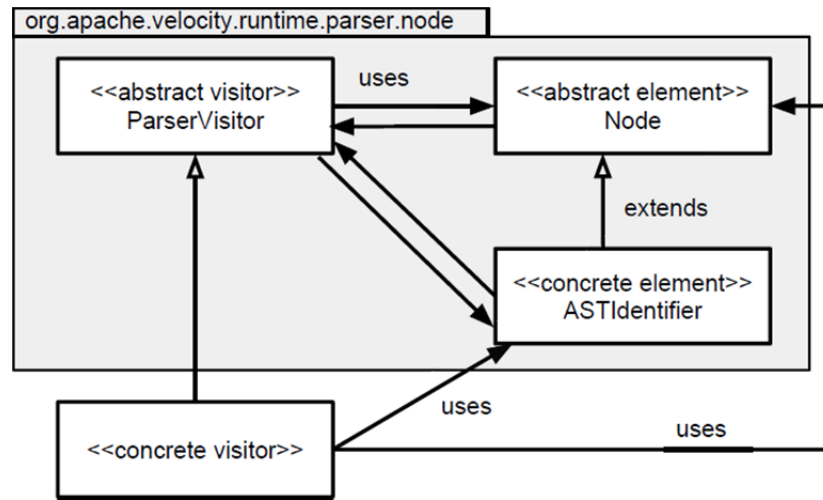 org.apache.velocity.runtime.parser.node
<<abstract visitor>>
ParserVisitor
uses
<<abstract element>>
Node
extends
<<concrete element>>
ASTIdentifier
uses
<<concrete visitor>>
uses